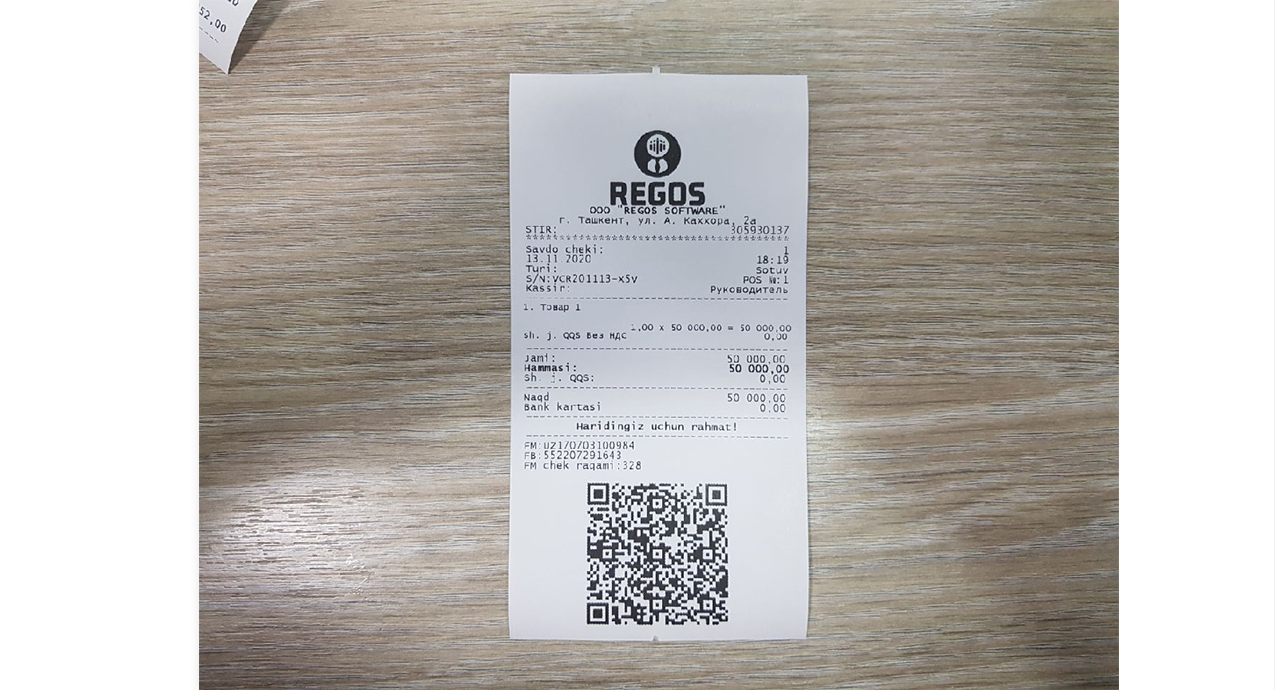 52,00
REGOS
ООО "REGOS SOFTWARE"
г. Ташкент, ул. А. Каххора, 2а
STIR: 305930137
Savdo cheki: 1
13.11 2020 18:19
Turi: Sotuv
S/N:VCR201113-X5V POS №:1
Kassir: Руководитель
1. Товар 1
1,00 x 50 000,00 = 50 000,00
sh. j. QQS Без НДС 0,00
Jami: 50 000,00
Hammasi: 50 000,00
Sh. j. QQS: 0,00
Naqd 50 000,00
Bank kartasi 0,00
Haridingiz uchun rahmat!
FM:UZ170703100984
FB:552207291643
FM chek raqami:328